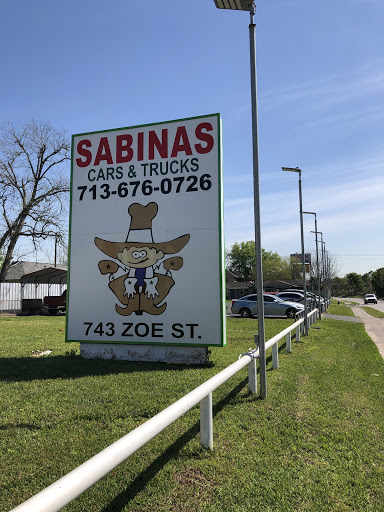 SABINAS
CARS & TRUCKS
713-676-0726
743 ZOE ST.